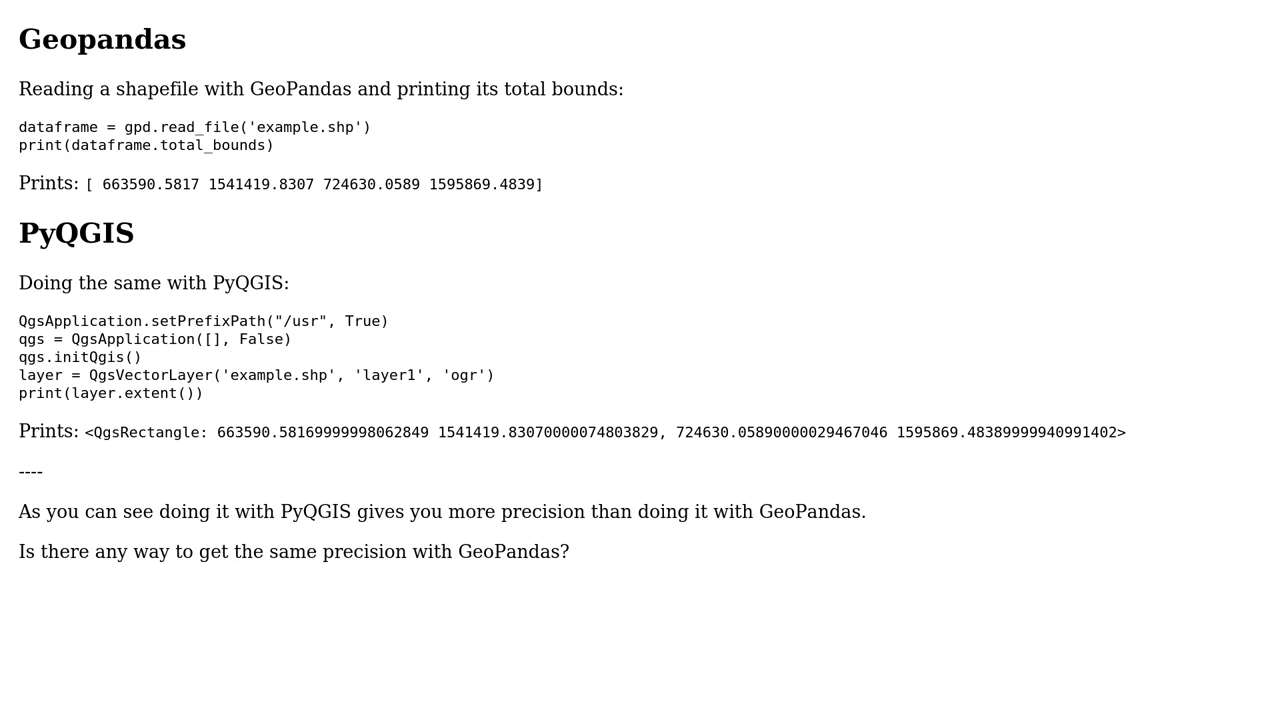 Geopandas
Reading a shapefile with GeoPandas and printing its total bounds:
dataframe = gpd.read_file('example.shp')
print(dataframe.total_bounds)
Prints: [ 663590.5817 1541419.8307 724630.0589 1595869.4839]
PyQGIS
Doing the same with PyQGIS:
QgsApplication.setPrefixPath("/usr", True)
qgs = QgsApplication([], False)
qgs.initQgis()
layer = QgsVectorLayer('example.shp', 'layer1', 'ogr')
print(layer.extent())
Prints: <QgsRectangle: 663590.58169999998062849 1541419.83070000074803829, 724630.05890000029467046 1595869.48389999940991402>
----
As you can see doing it with PyQGIS gives you more precision than doing it with GeoPandas.
Is there any way to get the same precision with GeoPandas?